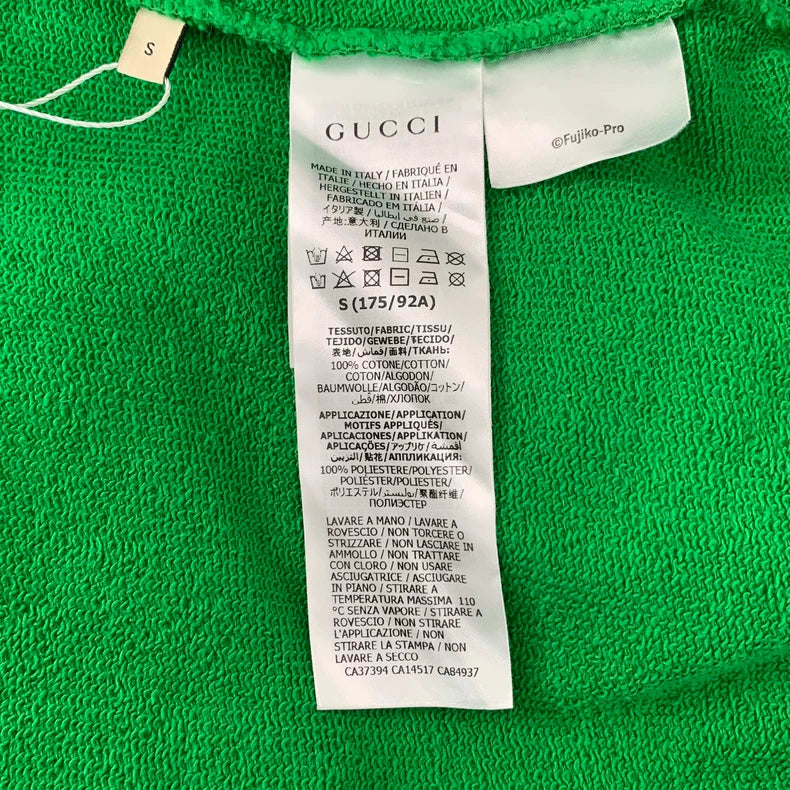 S
©Fujiko-Pro
GUCCI
MADE IN ITALY / FABRIQUÉ EN
ITALIE / HECHO EN ITALIA /
HERGESTELLT IN ITALIEN /
FABRICADO EM ITÁLIA /
イタリア製 / صنع في إيطاليا /
产地:意大利 / СДЕЛАНО В
ИТАЛИИ
S (175/92A)
TESSUTO/FABRIC/TISSU/
TEJIDO/GEWEBE/TECIDO/
表地/قماش/面料/ТКАНЬ:
100% COTONE/COTTON/
COTON/ALGODON/
BAUMWOLLE/ALGODÃO/コットン/
قطن/棉/ХЛОПОК
APPLICAZIONE/APPLICATION/
MOTIFS APPLIQUÉS/
APLICACIONES/APPLIKATION/
APLICAÇÕES/アップリケ/أقمشة
التزيين/貼花/АППЛИКАЦИЯ:
100% POLIESTERE/POLYESTER/
POLIÉSTER/POLIESTER/
ポリエステル/بوليستر/聚酯纤维/
ПОЛИЭСТЕР
LAVARE A MANO / LAVARE A
ROVESCIO / NON TORCERE O
STRIZZARE / NON LASCIARE IN
AMMOLLO / NON TRATTARE
CON CLORO / NON USARE
ASCIUGATRICE / ASCIUGARE
IN PIANO / STIRARE A
TEMPERATURA MASSIMA 110
°C SENZA VAPORE / STIRARE A
ROVESCIO / NON STIRARE
L'APPLICAZIONE / NON
STIRARE LA STAMPA / NON
LAVARE A SECCO
CA37394 CA14517 CA84937